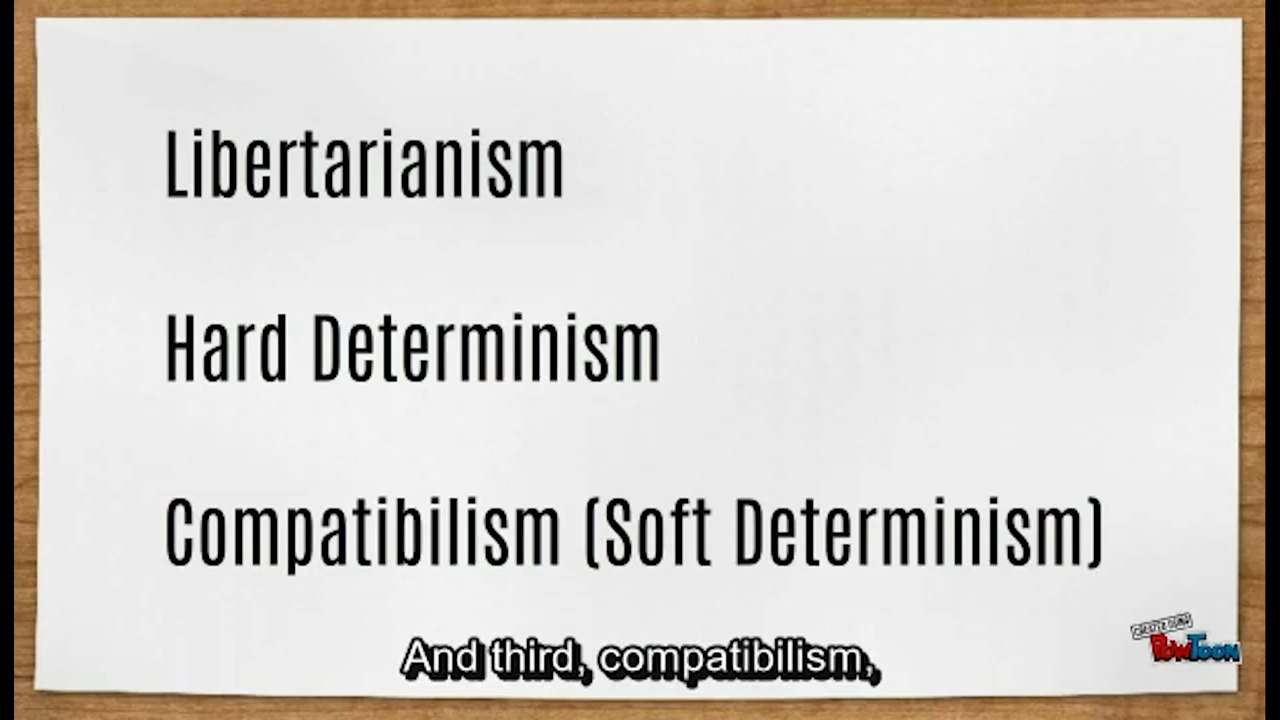 Libertarianism
Hard Determinism
Compatibilism (Soft Determinism)
And third, compatibilism,
POWTOON